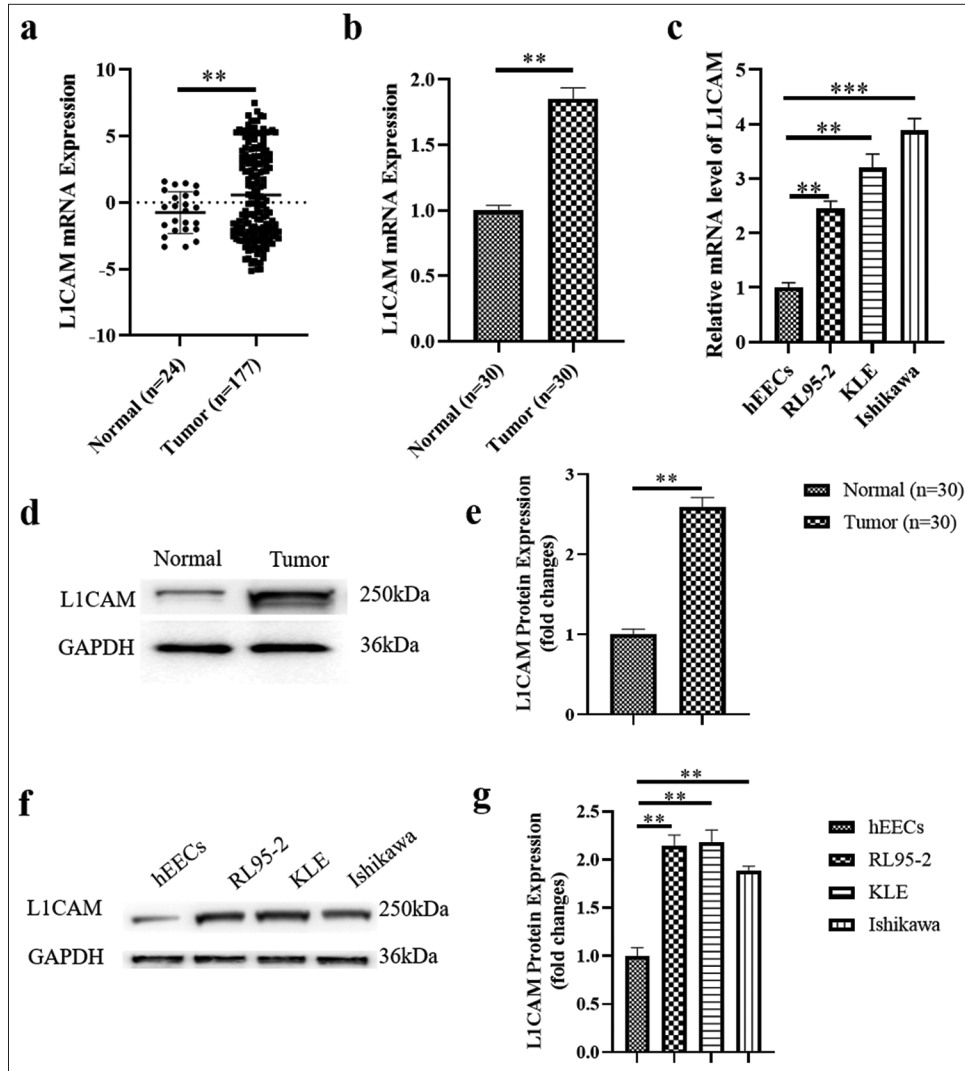 a
L1CAM mRNA Expression
10
5
0
-5
-10
**
Normal (n=24)
Tumor (n=177)
b
L1CAM mRNA Expression
2.0
1.5
1.0
0.5
0.0
**
Normal (n=30)
Tumor (n=30)
c
Relative mRNA level of L1CAM
5
4
3
2
1
0
***
**
**
hEECs
RL95-2
KLE
Ishikawa
d
Normal Tumor
L1CAM 250kDa
GAPDH 36kDa
e
L1CAM Protein Expression
(fold changes)
3
2
1
0
**
Normal (n=30)
Tumor (n=30)
f
hEECs RL95-2 KLE Ishikawa
L1CAM 250kDa
GAPDH 36kDa
g
L1CAM Protein Expression
(fold changes)
2.5
2.0
1.5
1.0
0.5
0.0
**
**
**
hEECs
RL95-2
KLE
Ishikawa